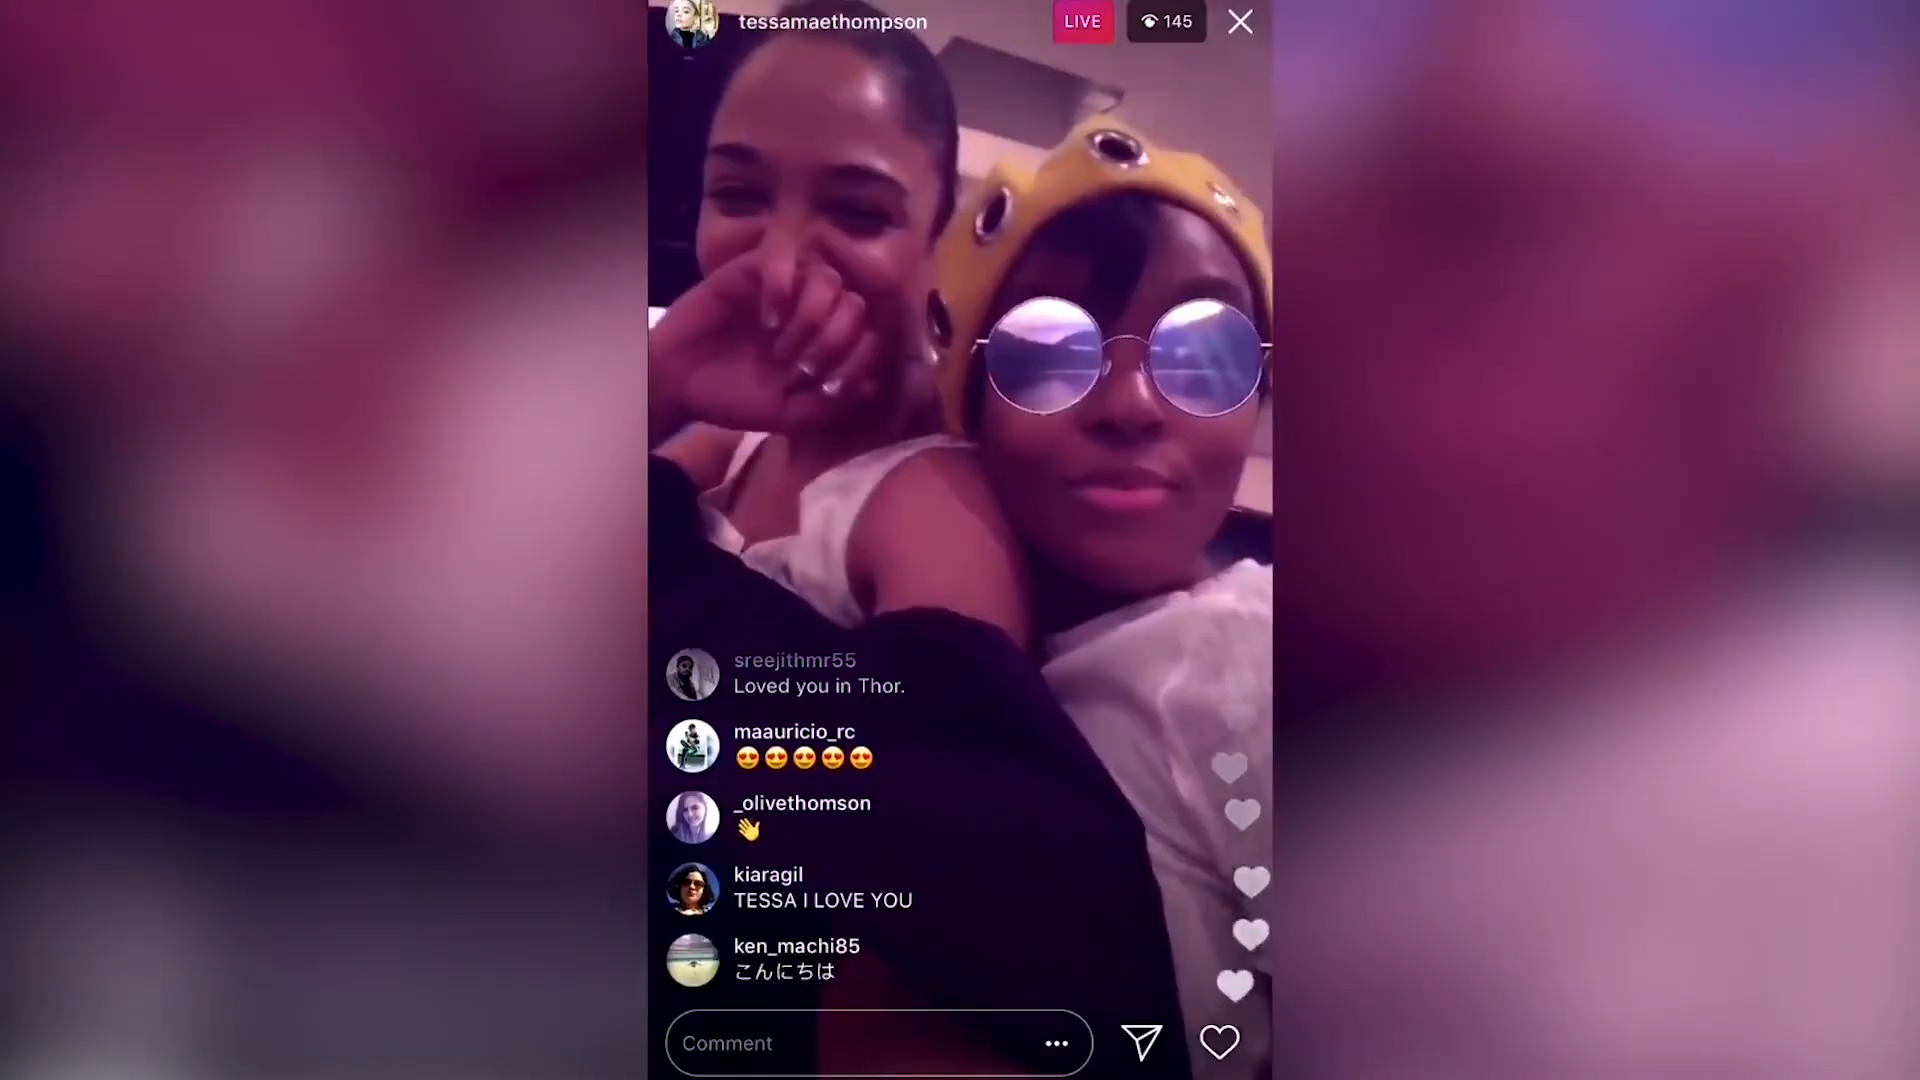 tessamaethompson
LIVE
145
sreejithmr55
Loved you in Thor.
maauricio_rc
😍😍😍😍😍
_olivethomson
👋
kiaragil
TESSA I LOVE YOU
ken_machi85
こんにちは
Comment